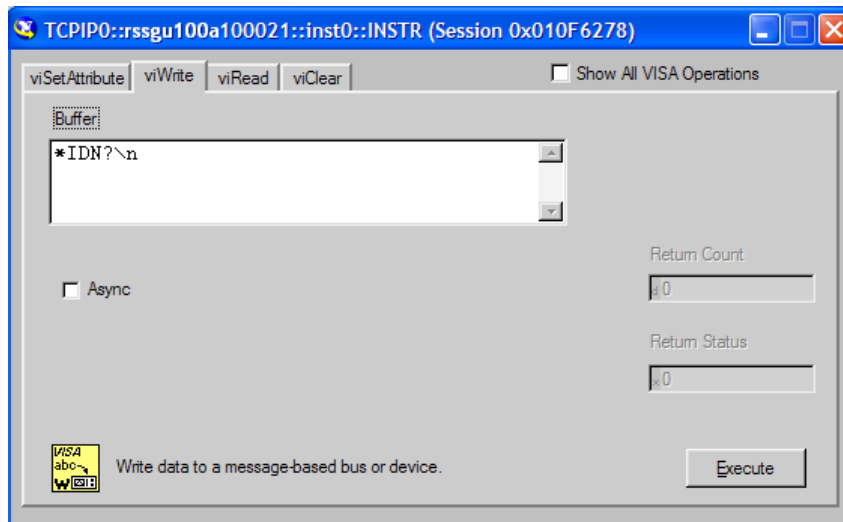 TCPIP0::rssgu100a100021::inst0::INSTR (Session 0x010F6278)
viSetAttribute viWrite viRead viClear Show All VISA Operations
Buffer
*IDN?\n
Return Count
d 0
Async
Return Status
x 0
VISA
abc
W
Write data to a message-based bus or device.
Execute